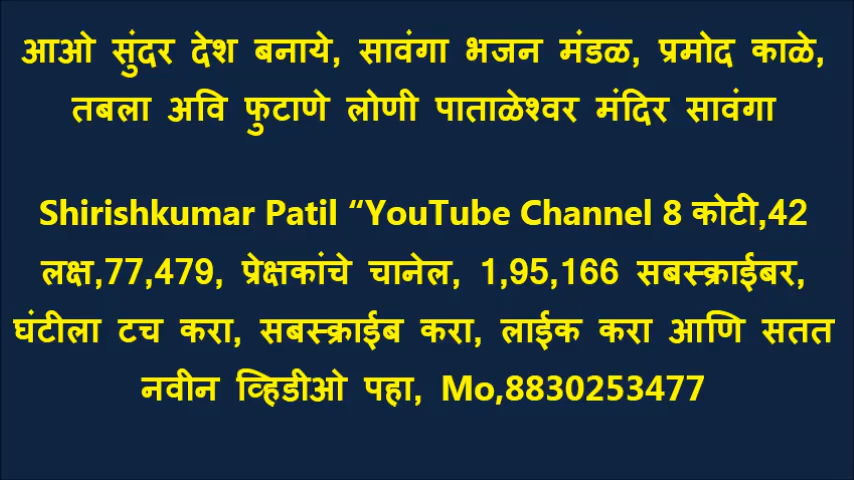 आओ सुंदर देश बनाये, सावंगा भजन मंडळ, प्रमोद काळे,
तबला अवि फुटाणे लोणी पाताळेश्वर मंदिर सावंगा
Shirishkumar Patil “YouTube Channel 8 कोटी,42
लक्ष,77,479, प्रेक्षकांचे चानेल, 1,95,166 सबस्क्राईबर,
घंटीला टच करा, सबस्क्राईब करा, लाईक करा आणि सतत
नवीन व्हिडीओ पहा, Mo,8830253477